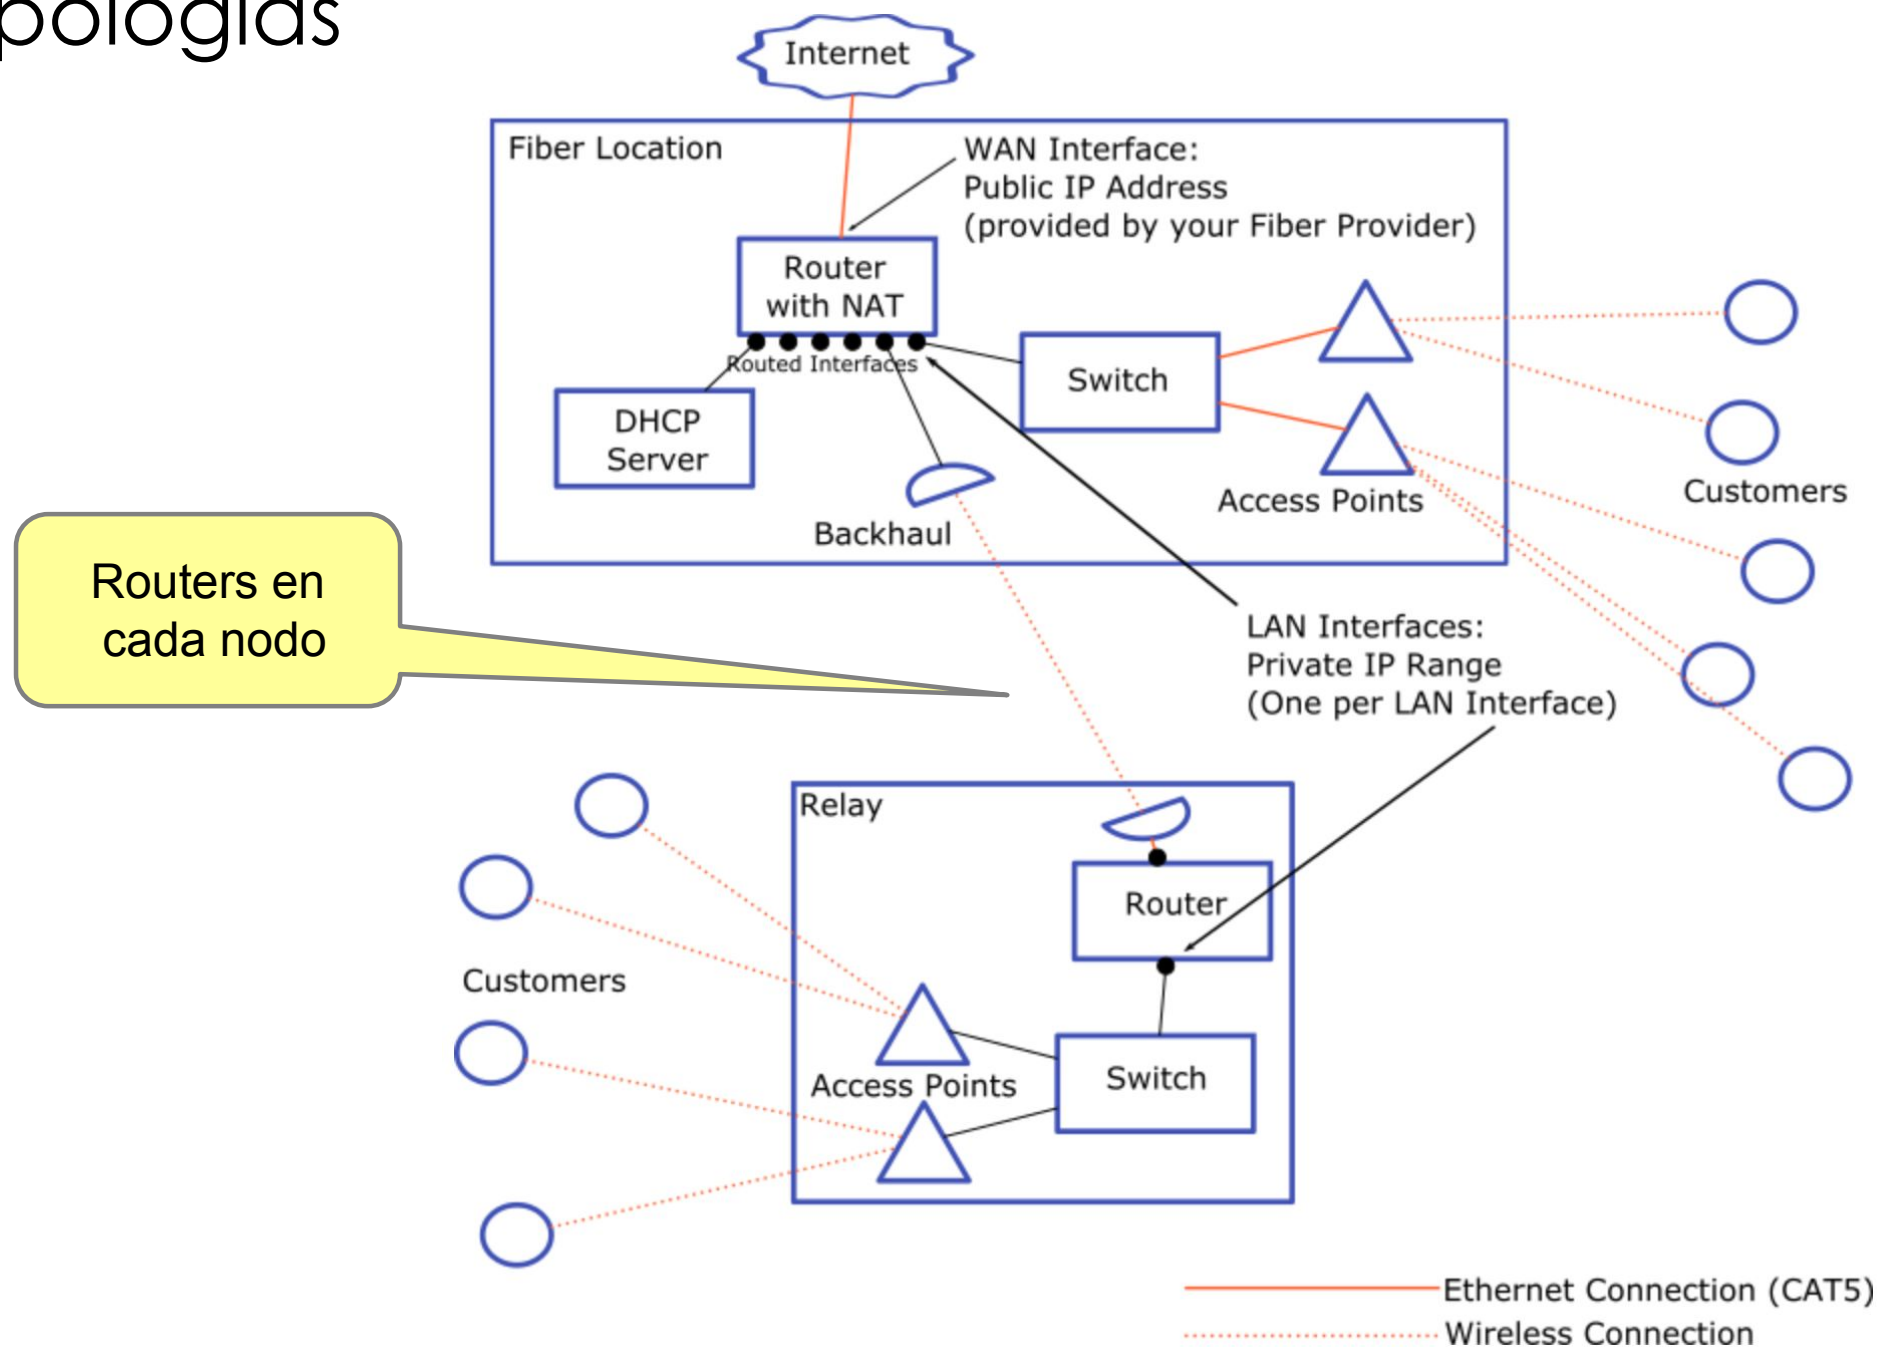 pologías
Internet
Fiber Location
WAN Interface:
Public IP Address
(provided by your Fiber Provider)
Router
with NAT
Routed Interfaces
Switch
DHCP
Server
Backhaul
Access Points
Customers
Routers en
cada nodo
LAN Interfaces:
Private IP Range
(One per LAN Interface)
Relay
Router
Customers
Access Points
Switch
Ethernet Connection (CAT5)
Wireless Connection